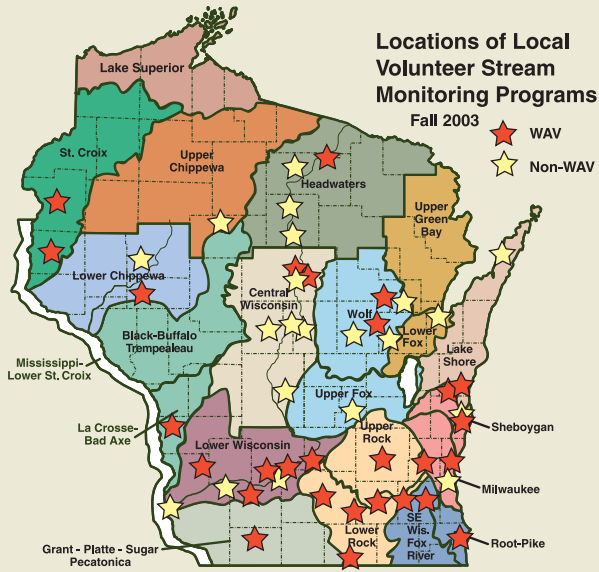 Locations of Local
Volunteer Stream
Monitoring Programs
Fall 2003
WAV
Non-WAV
Lake Superior
St. Croix
Upper
Chippewa
Headwaters
Upper
Green
Bay
Lower Chippewa
Central
Wisconsin
Wolf
Black-Buffalo
Trempealeau
Lower
Fox
Lake
Shore
Mississippi-
Lower St. Croix
Upper Fox
La Crosse-
Bad Axe
Upper
Rock
Sheboygan
Lower Wisconsin
Milwaukee
Lower
Rock
SE
Wis.
Fox
River
Root-Pike
Grant - Platte - Sugar
Pecatonica